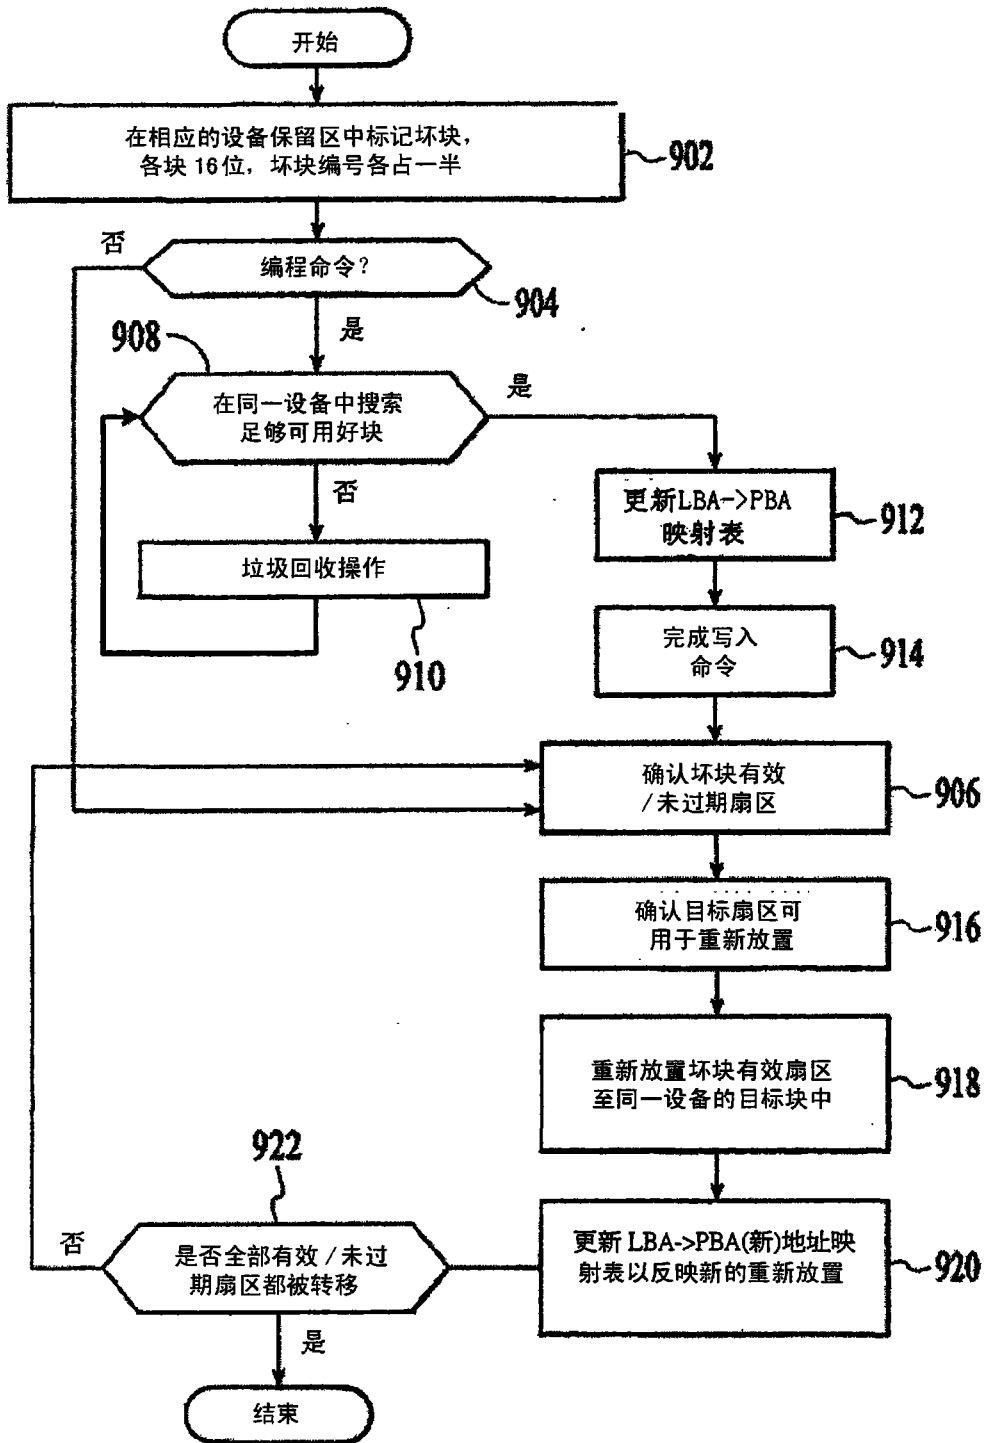 开始
在相应的设备保留区中标记坏块，
各块 16位，坏块编号各占一半
902
否
编程命令？
904
是
908
在同一设备中搜索
足够可用好块
是
否
更新LBA->PBA
映射表
912
垃圾回收操作
910
完成写入
命令
914
确认坏块有效
/未过期扇区
906
确认目标扇区可
用于重新放置
916
重新放置坏块有效扇区
至同一设备的目标块中
918
922
否
是否全部有效/未过
期扇区都被转移
更新 LBA->PBA(新)地址映
射表以反映新的重新放置
920
是
结束